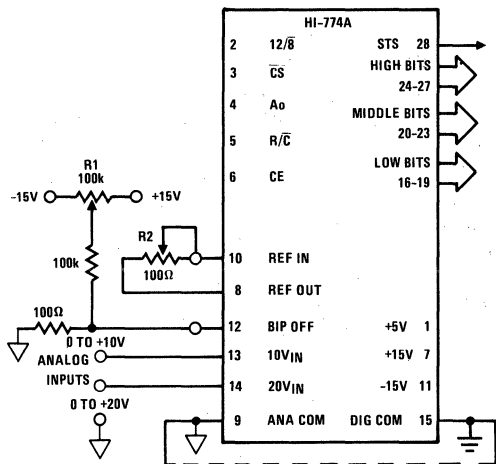 HI-774A
2 12/8̅ STS 28
HIGH BITS
3 C̅S̅ 24-27
4 Ao MIDDLE BITS
20-23
5 R/C̅ LOW BITS
6 CE 16-19
R1
100k
-15V +15V
R2
100k
100Ω
10 REF IN
8 REF OUT
100Ω
12 BIP OFF +5V 1
0 TO +10V
ANALOG
13 10VIN +15V 7
INPUTS
14 20VIN -15V 11
0 TO +20V
9 ANA COM DIG COM 15